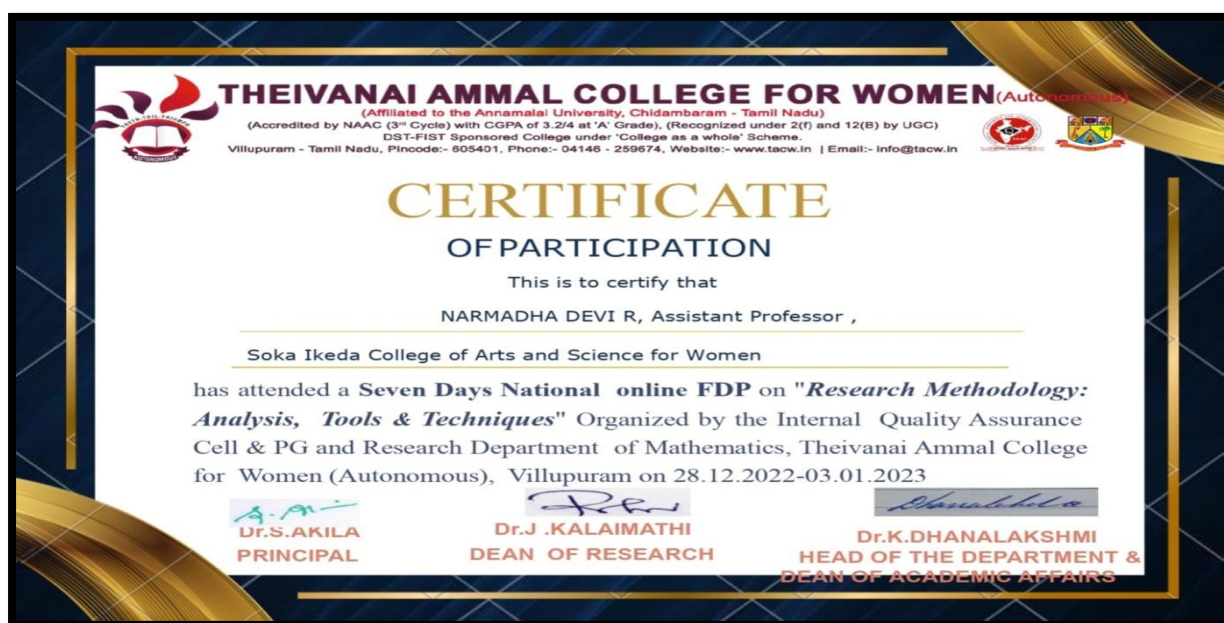 THEIVANAI AMMAL COLLEGE FOR WOMEN (Autonomous)
(Affiliated to the Annamalai University, Chidambaram - Tamil Nadu)
(Accredited by NAAC (3rd Cycle) with CGPA of 3.2/4 at 'A' Grade), (Recognized under 2(f) and 12(B) by UGC)
DST-FIST Sponsored College under 'College as a whole' Scheme.
Villupuram - Tamil Nadu, Pincode:- 605401, Phone:- 04146 - 259674, Website:- www.tacw.in | Email:- info@tacw.in
AUTONOMOUS
CERTIFICATE
OF PARTICIPATION
This is to certify that
NARMADHA DEVI R, Assistant Professor ,
Soka Ikeda College of Arts and Science for Women
has attended a Seven Days National online FDP on "Research Methodology:
Analysis, Tools & Techniques" Organized by the Internal Quality Assurance
Cell & PG and Research Department of Mathematics, Theivanai Ammal College
for Women (Autonomous), Villupuram on 28.12.2022-03.01.2023
Dr.S.AKILA
PRINCIPAL
Dr.J .KALAIMATHI
DEAN OF RESEARCH
Dr.K.DHANALAKSHMI
HEAD OF THE DEPARTMENT &
DEAN OF ACADEMIC AFFAIRS